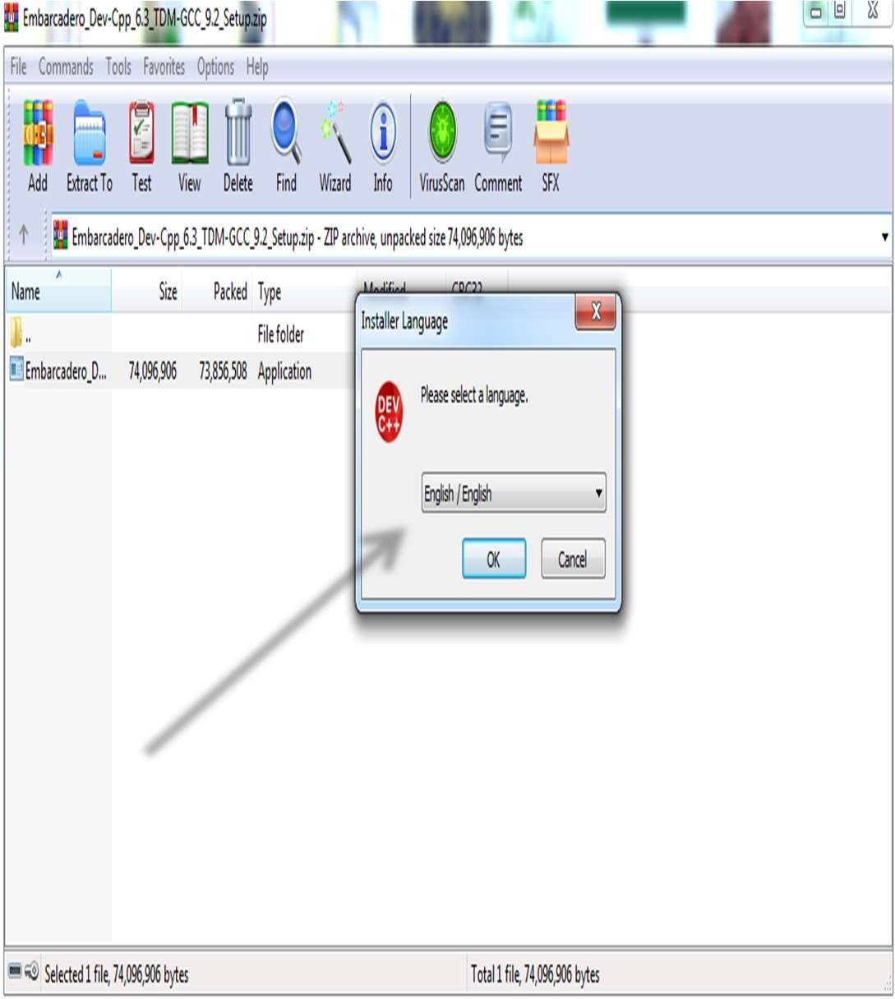 Embarcadero_Dev-Cpp_6.3_TDM-GCC_9.2_Setup.zip
File Commands Tools Favorites Options Help
Add Extract To Test View Delete Find Wizard Info VirusScan Comment SFX
Embarcadero_Dev-Cpp_6.3_TDM-GCC_9.2_Setup.zip - ZIP archive, unpacked size 74,096,906 bytes
Name Size Packed Type Modified CRC32
.. File folder
Embarcadero_D... 74,096,906 73,856,508 Application
Installer Language
DEV
C++
Please select a language.
English / English
OK Cancel
Selected 1 file, 74,096,906 bytes Total 1 file, 74,096,906 bytes